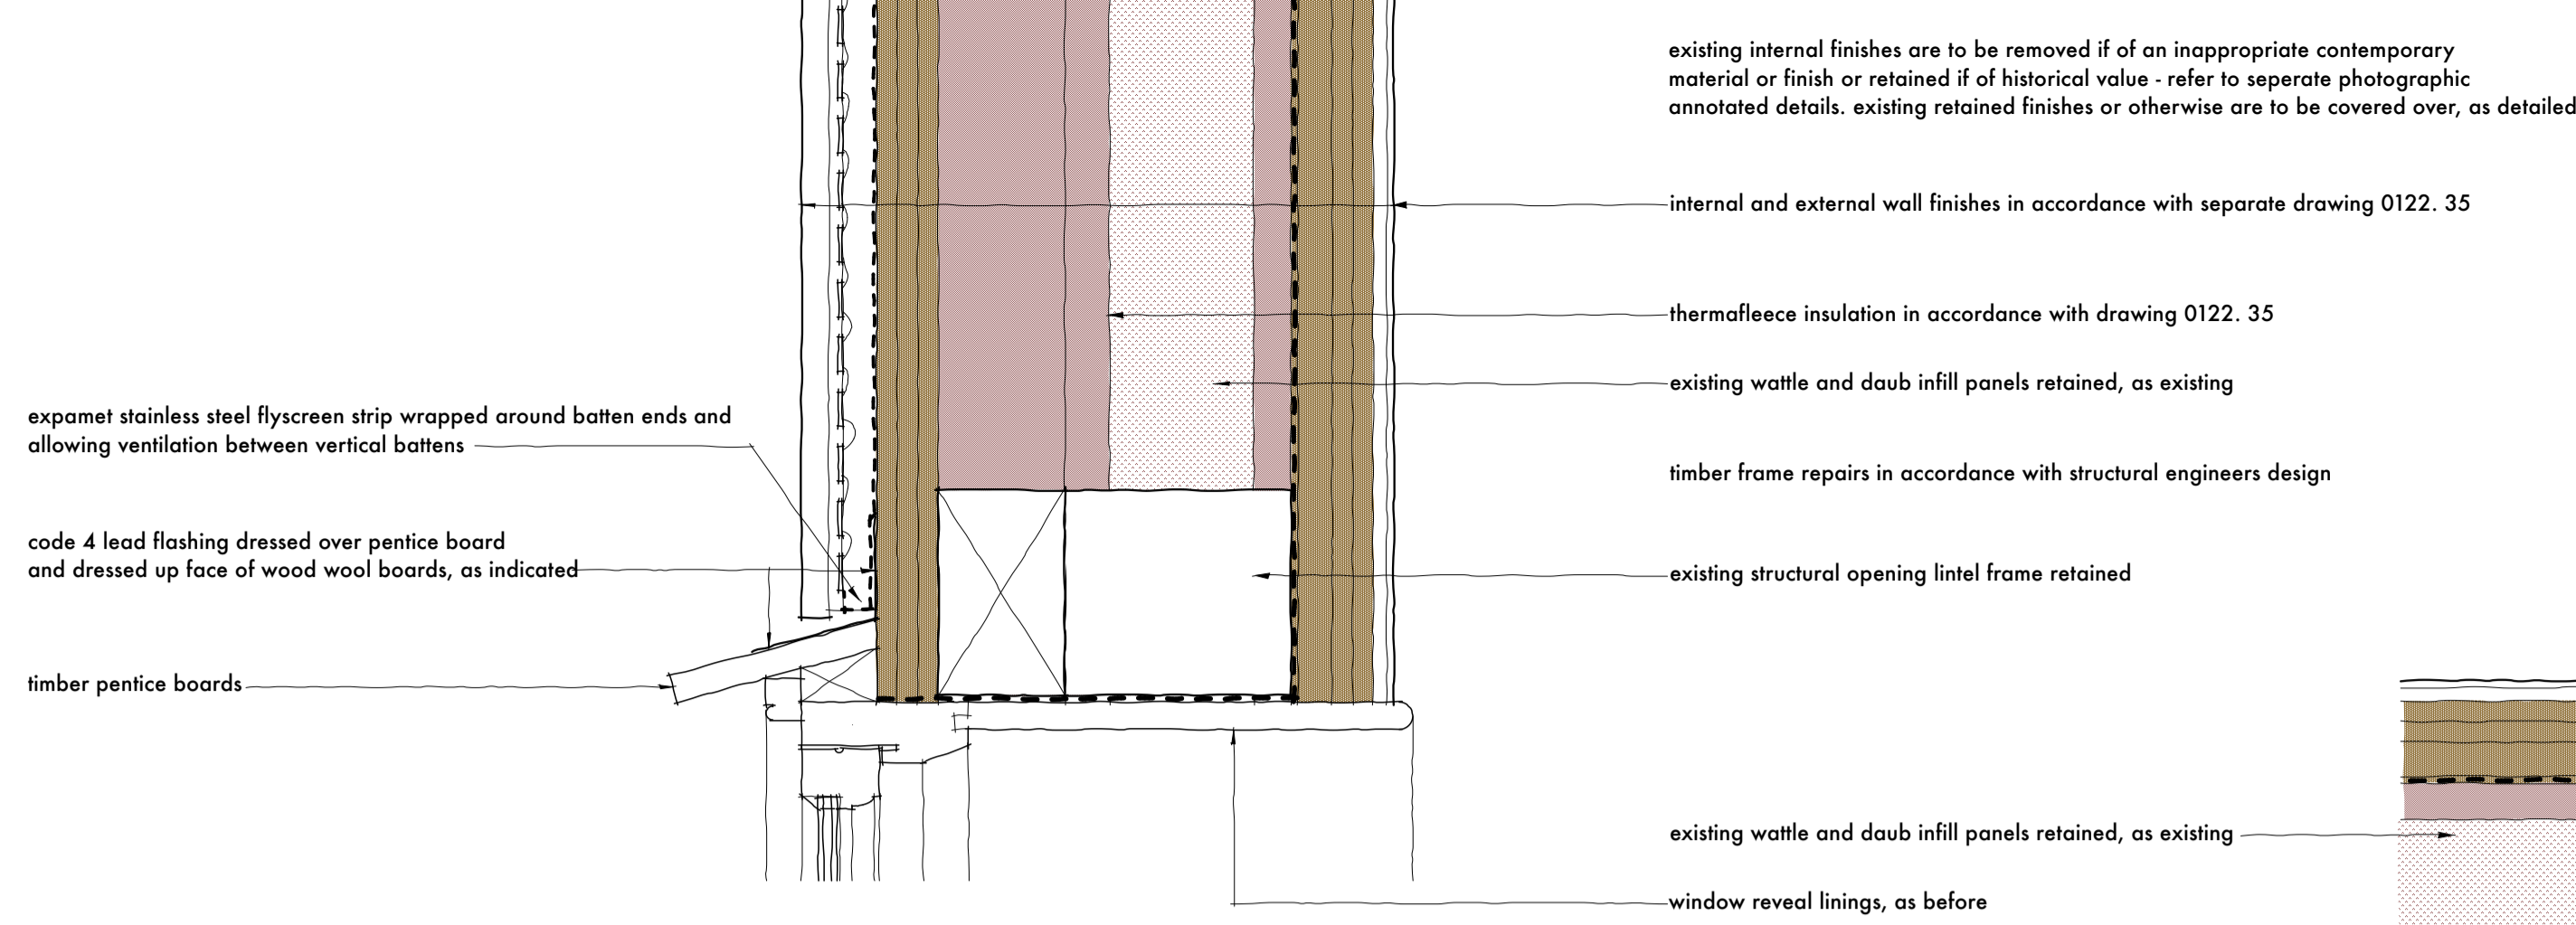 existing internal finishes are to be removed if of an inappropriate contemporary
material or finish or retained if of historical value - refer to seperate photographic
annotated details. existing retained finishes or otherwise are to be covered over, as detailed
internal and external wall finishes in accordance with separate drawing 0122. 35
thermafleece insulation in accordance with drawing 0122. 35
existing wattle and daub infill panels retained, as existing
expamet stainless steel flyscreen strip wrapped around batten ends and
allowing ventilation between vertical battens
timber frame repairs in accordance with structural engineers design
code 4 lead flashing dressed over pentice board
and dressed up face of wood wool boards, as indicated
existing structural opening lintel frame retained
timber pentice boards
existing wattle and daub infill panels retained, as existing
window reveal linings, as before